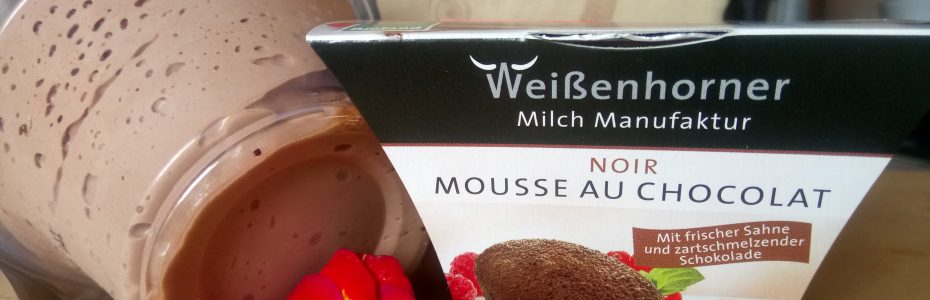 Weißenhorner
Milch Manufaktur
NOIR
MOUSSE AU CHOCOLAT
Mit frischer Sahne
und zartschmelzender
Schokolade